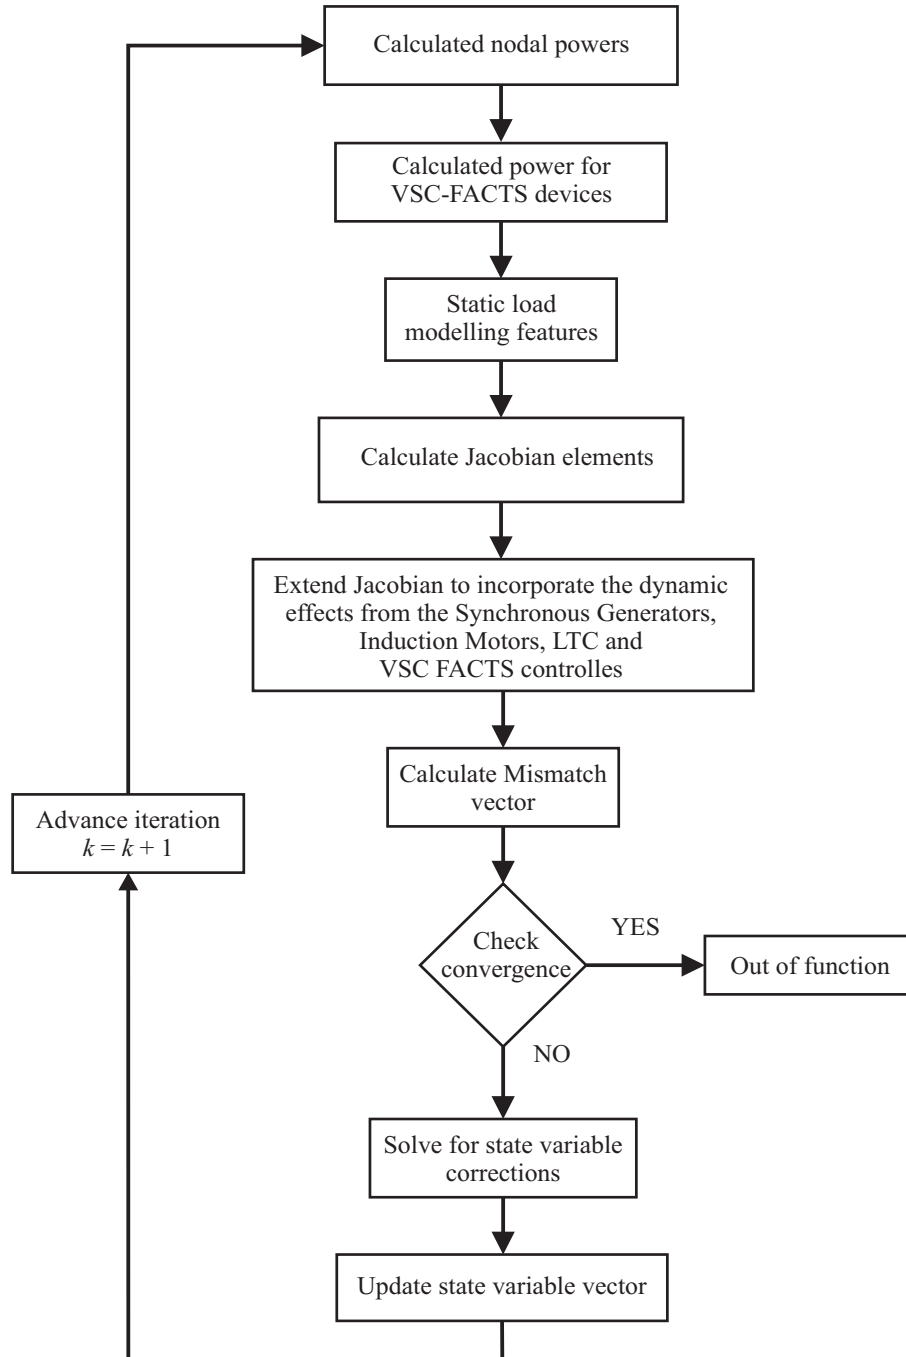 Calculated nodal powers
Calculated power for
VSC-FACTS devices
Static load
modelling features
Calculate Jacobian elements
Extend Jacobian to incorporate the dynamic
effects from the Synchronous Generators,
Induction Motors, LTC and
VSC FACTS controlles
Calculate Mismatch
vector
Advance iteration
k = k + 1
Check
convergence
YES
Out of function
NO
Solve for state variable
corrections
Update state variable vector